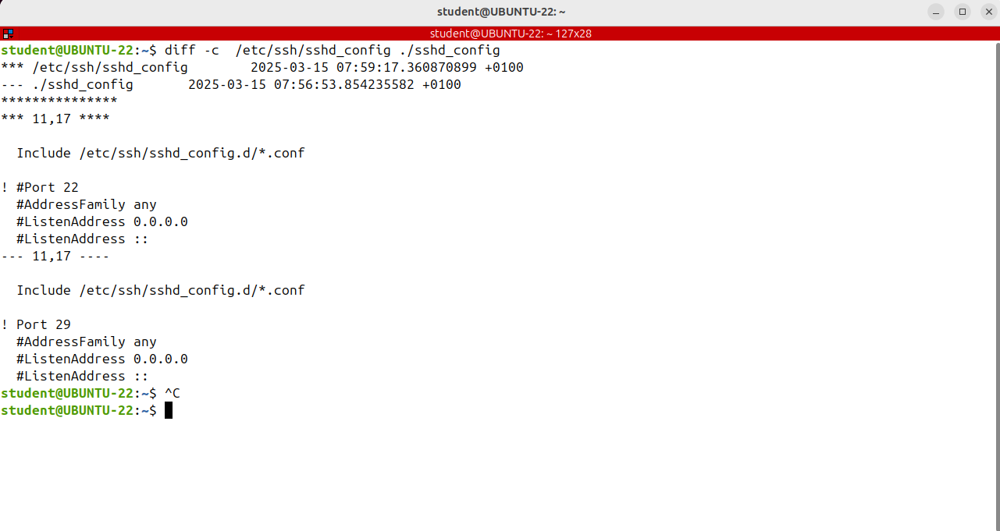 student@UBUNTU-22: ~
student@UBUNTU-22: ~ 127x28
student@UBUNTU-22:~$ diff -c  /etc/ssh/sshd_config ./sshd_config
*** /etc/ssh/sshd_config        2025-03-15 07:59:17.360870899 +0100
--- ./sshd_config       2025-03-15 07:56:53.854235582 +0100
***************
*** 11,17 ****
  Include /etc/ssh/sshd_config.d/*.conf
! #Port 22
  #AddressFamily any
  #ListenAddress 0.0.0.0
  #ListenAddress ::
--- 11,17 ----
  Include /etc/ssh/sshd_config.d/*.conf
! Port 29
  #AddressFamily any
  #ListenAddress 0.0.0.0
  #ListenAddress ::
student@UBUNTU-22:~$ ^C
student@UBUNTU-22:~$